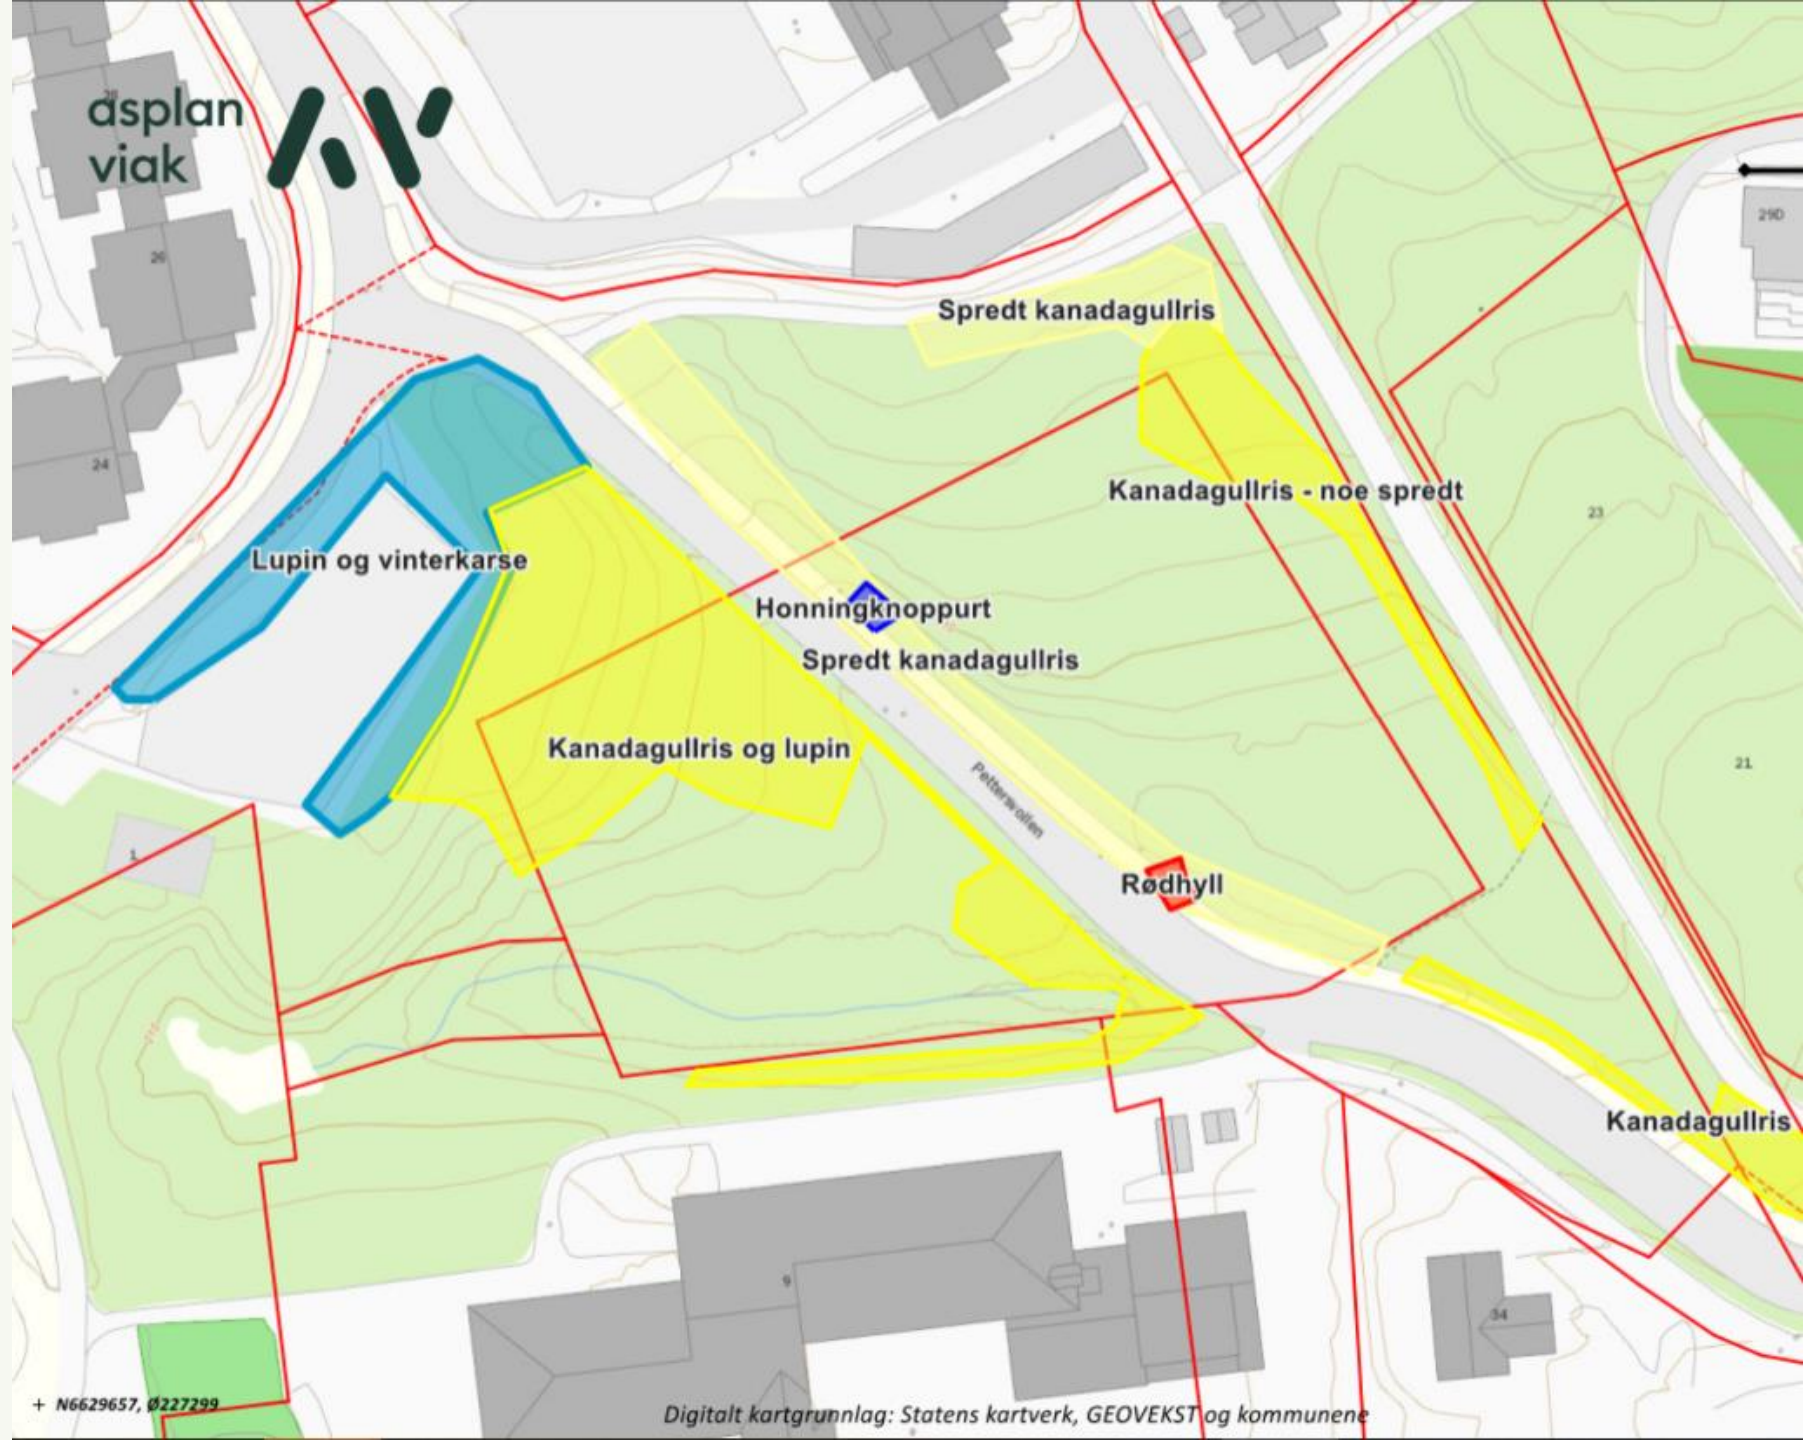 asplan
viak
26
24
29D
Spredt kanadagullris
Kanadagullris - noe spredt
23
Lupin og vinterkarse
Honningknoppurt
Spredt kanadagullris
Kanadagullris og lupin
21
Pettersvollen
1
Rødhyll
Kanadagullris
9
34
+ N6629657, Ø227299
Digitalt kartgrunnlag: Statens kartverk, GEOVEKST og kommunene